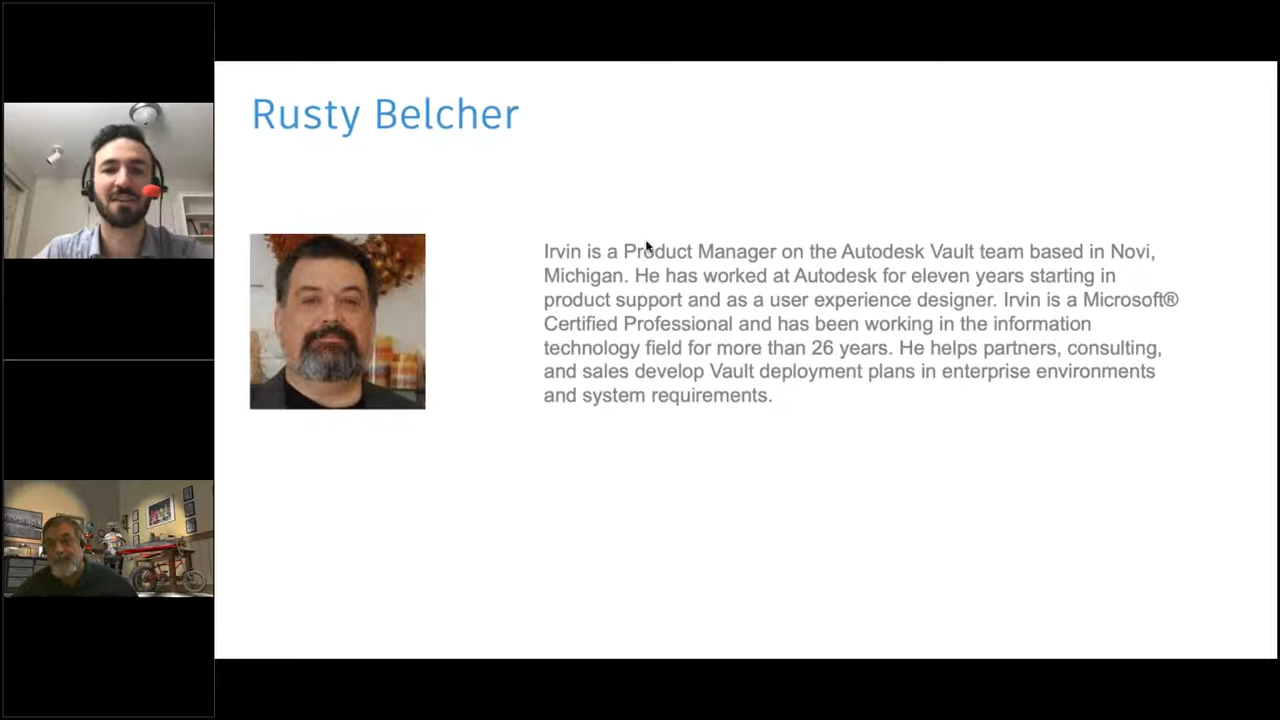 Rusty Belcher
Irvin is a Product Manager on the Autodesk Vault team based in Novi,
Michigan. He has worked at Autodesk for eleven years starting in
product support and as a user experience designer. Irvin is a Microsoft®
Certified Professional and has been working in the information
technology field for more than 26 years. He helps partners, consulting,
and sales develop Vault deployment plans in enterprise environments
and system requirements.